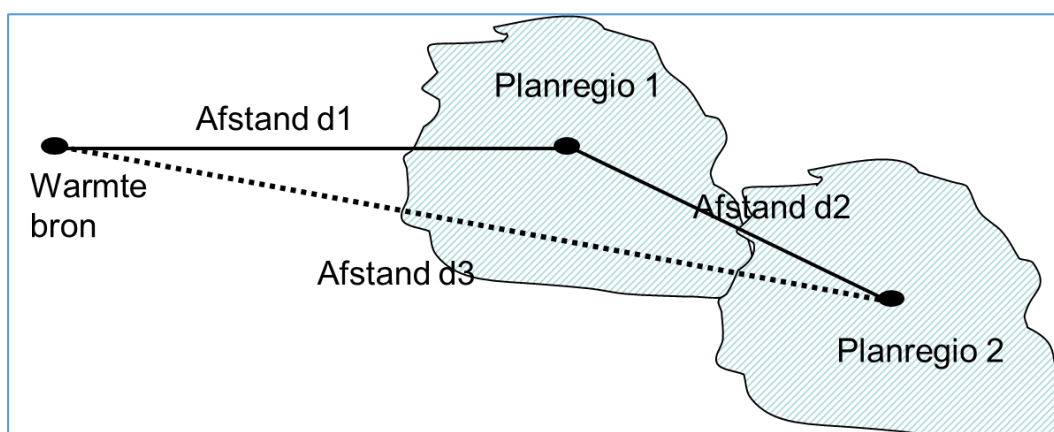 Planregio 1
Afstand d1
Warmte
bron
Afstand d2
Afstand d3
Planregio 2